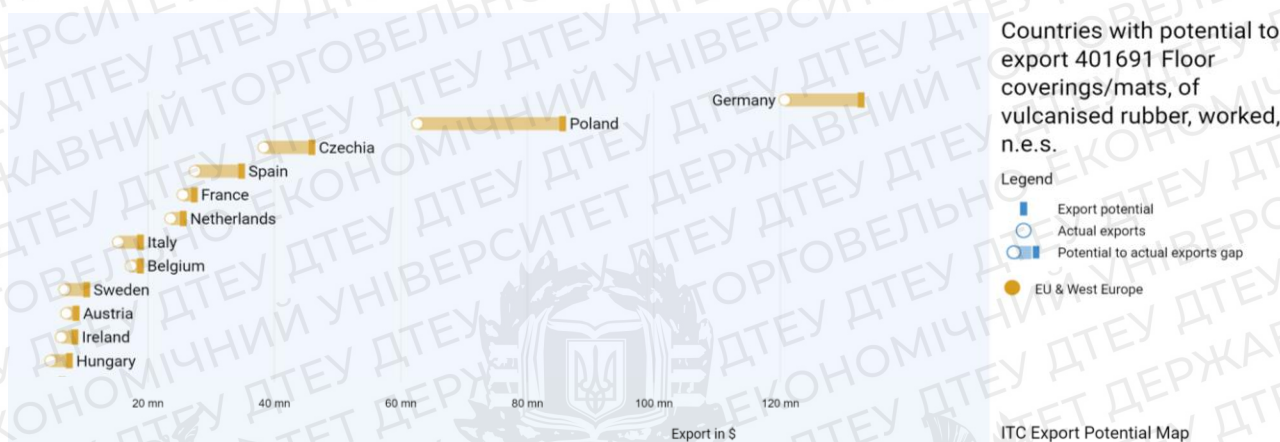 Germany
Poland
Czechia
Spain
France
Netherlands
Italy
Belgium
Sweden
Austria
Ireland
Hungary
20 mn 40 mn 60 mn 80 mn 100 mn 120 mn
Export in $
Countries with potential to
export 401691 Floor
coverings/mats, of
vulcanised rubber, worked,
n.e.s.
Legend
Export potential
Actual exports
Potential to actual exports gap
EU & West Europe
ITC Export Potential Map